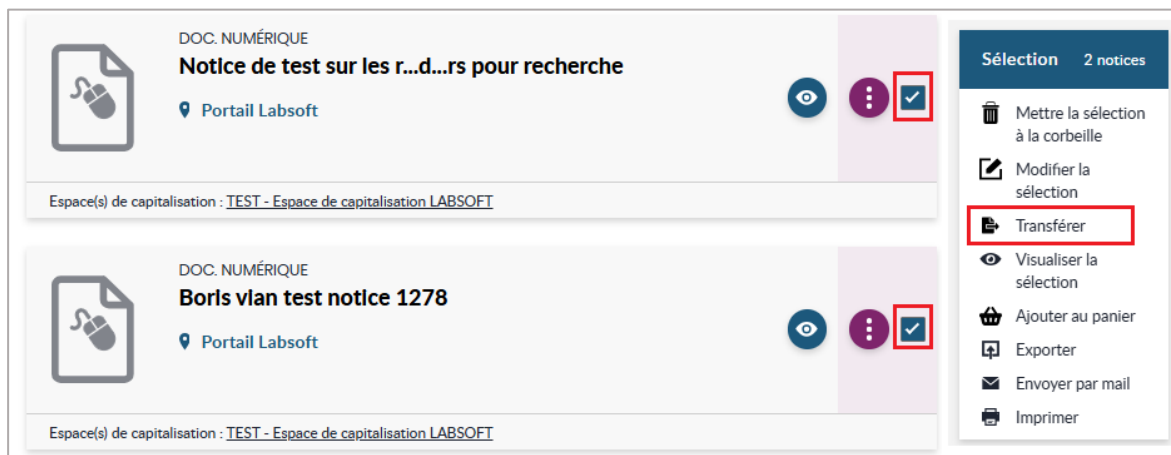 DOC. NUMÉRIQUE
Notice de test sur les r...d...rs pour recherche
Portail Labsoft
Espace(s) de capitalisation : TEST - Espace de capitalisation LABSOFT
DOC. NUMÉRIQUE
Boris vian test notice 1278
Portail Labsoft
Espace(s) de capitalisation : TEST - Espace de capitalisation LABSOFT
Sélection 2 notices
Mettre la sélection
à la corbeille
Modifier la
sélection
Transférer
Visualiser la
sélection
Ajouter au panier
Exporter
Envoyer par mail
Imprimer